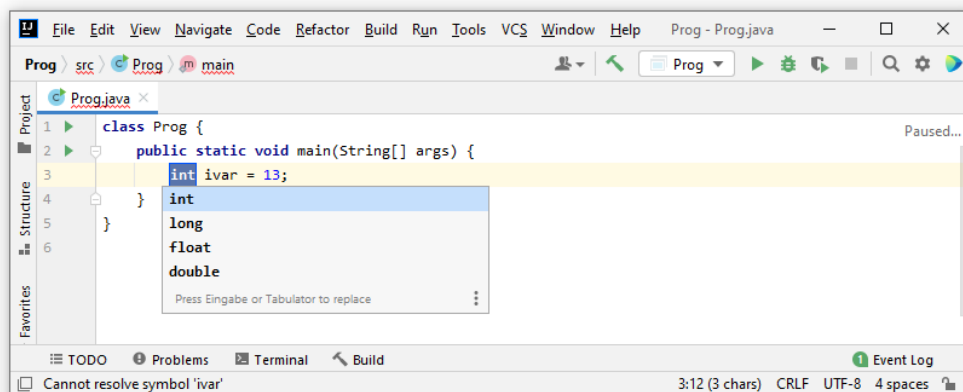 IJ File Edit View Navigate Code Refactor Build Run Tools VCS Window Help Prog - Prog.java
Prog src C Prog m main Prog
C Prog.java
Project
Structure
Favorites
1 class Prog {
Paused...
2 public static void main(String[] args) {
3 int ivar = 13;
4 }
5 }
6
int
long
float
double
Press Eingabe or Tabulator to replace
TODO Problems Terminal Build 1 Event Log
Cannot resolve symbol 'ivar' 3:12 (3 chars) CRLF UTF-8 4 spaces